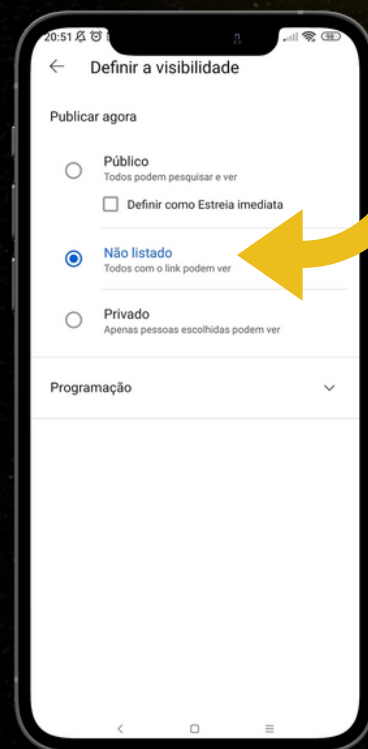 20:51
Definir a visibilidade
Publicar agora
Público
Todos podem pesquisar e ver
Definir como Estreia imediata
Não listado
Todos com o link podem ver
Privado
Apenas pessoas escolhidas podem ver
Programação